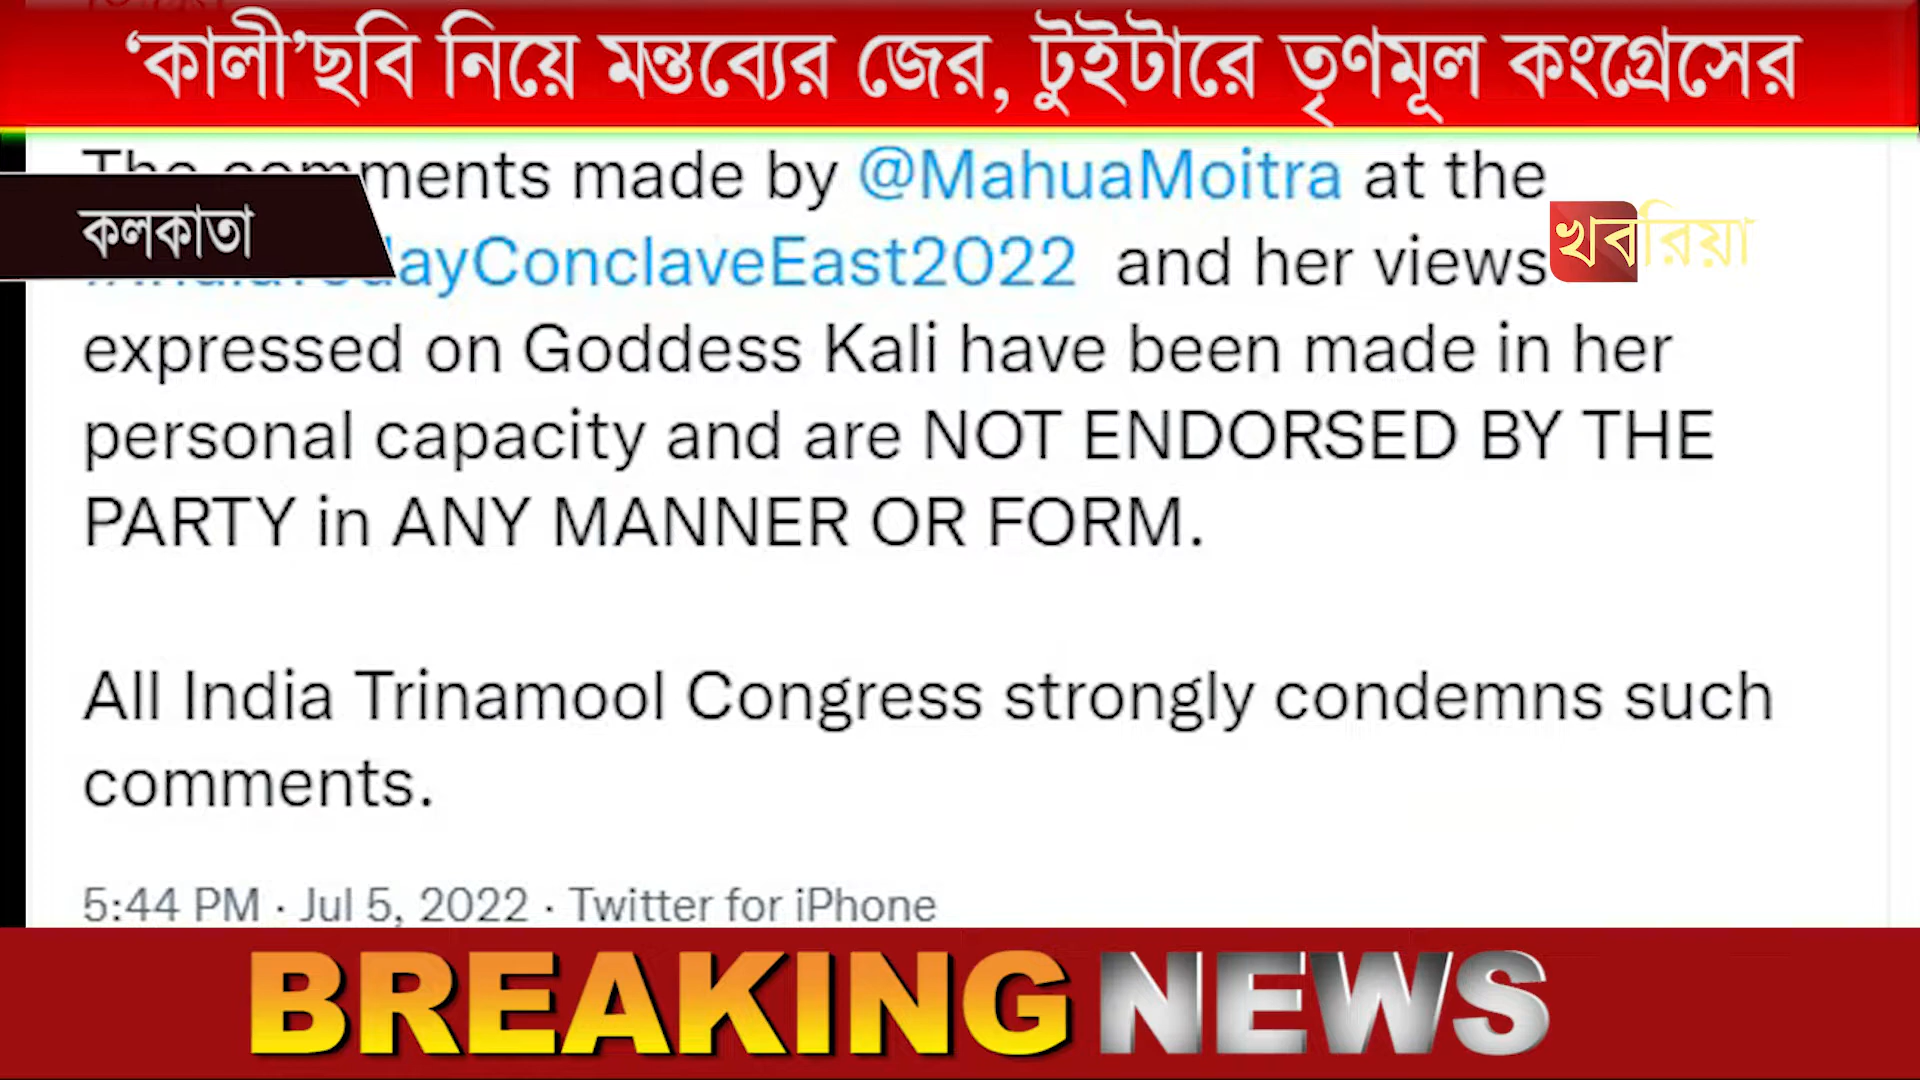 ‘কালী’ছবি নিয়ে মন্তব্যের জের, টুইটারে তৃণমূল কংগ্রেসের
The comments made by @MahuaMoitra at the
কলকাতা
ayConclaveEast2022 and her views
খবরিয়া
expressed on Goddess Kali have been made in her
personal capacity and are NOT ENDORSED BY THE
PARTY in ANY MANNER OR FORM.
All India Trinamool Congress strongly condemns such
comments.
5:44 PM · Jul 5, 2022 · Twitter for iPhone
BREAKING NEWS